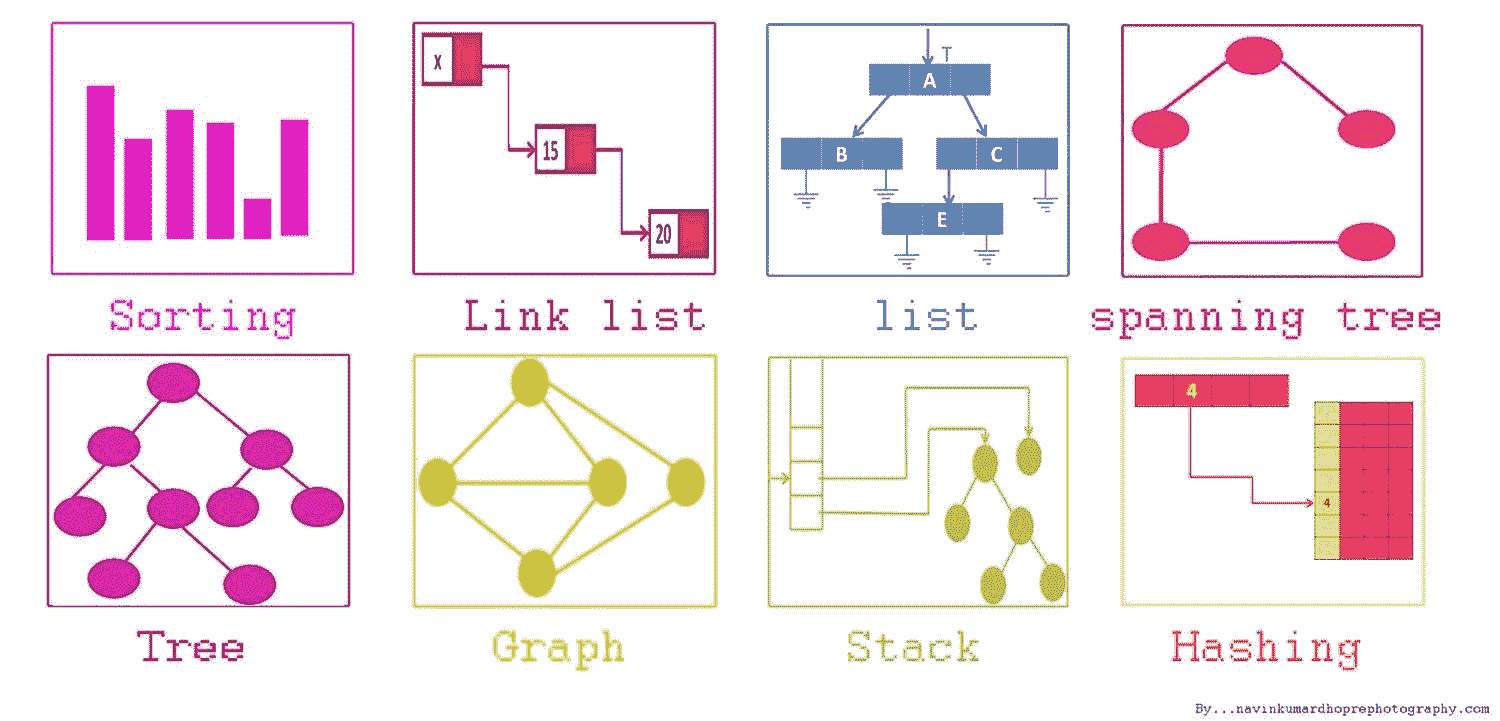 X
15
20
T
A
B
C
E
Sorting
Link list
list
spanning tree
4
4
Tree
Graph
Stack
Hashing
By...navinkumardhoprephotography.com